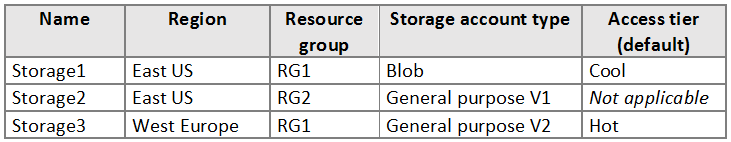 Name Region Resource group Storage account type Access tier (default)
Storage1 East US RG1 Blob Cool
Storage2 East US RG2 General purpose V1 Not applicable
Storage3 West Europe RG1 General purpose V2 Hot